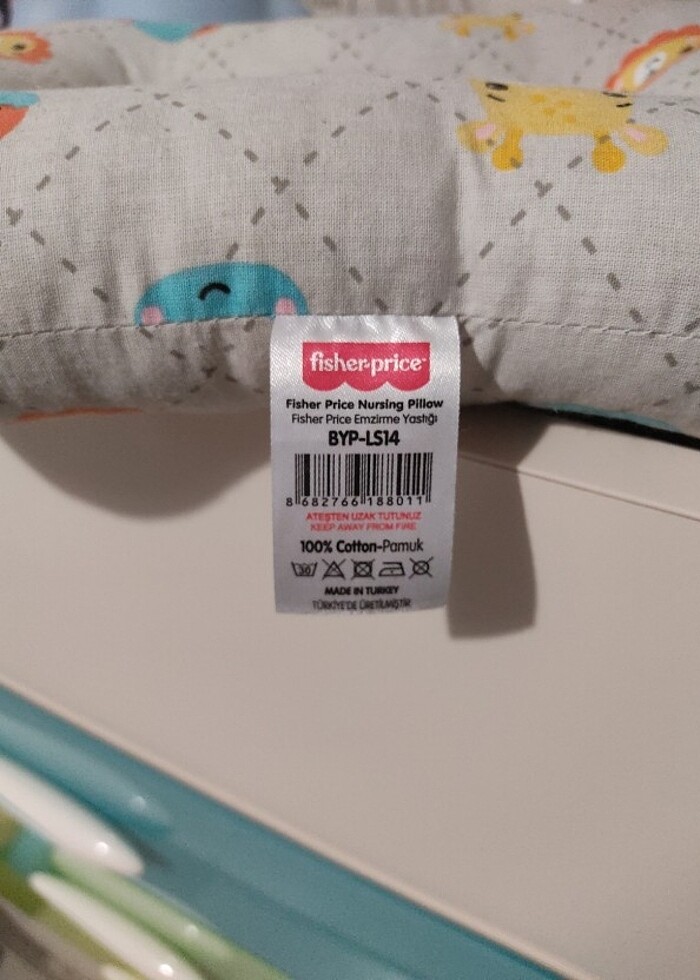 fisher-price
Fisher Price Nursing Pillow
Fisher Price Emzirme Yastığı
BYP-LS14
8 682766 188011
ATEŞTEN UZAK TUTUNUZ
KEEP AWAY FROM FIRE
100% Cotton-Pamuk
30
MADE IN TURKEY
TÜRKİYE'DE ÜRETİLMİŞTİR